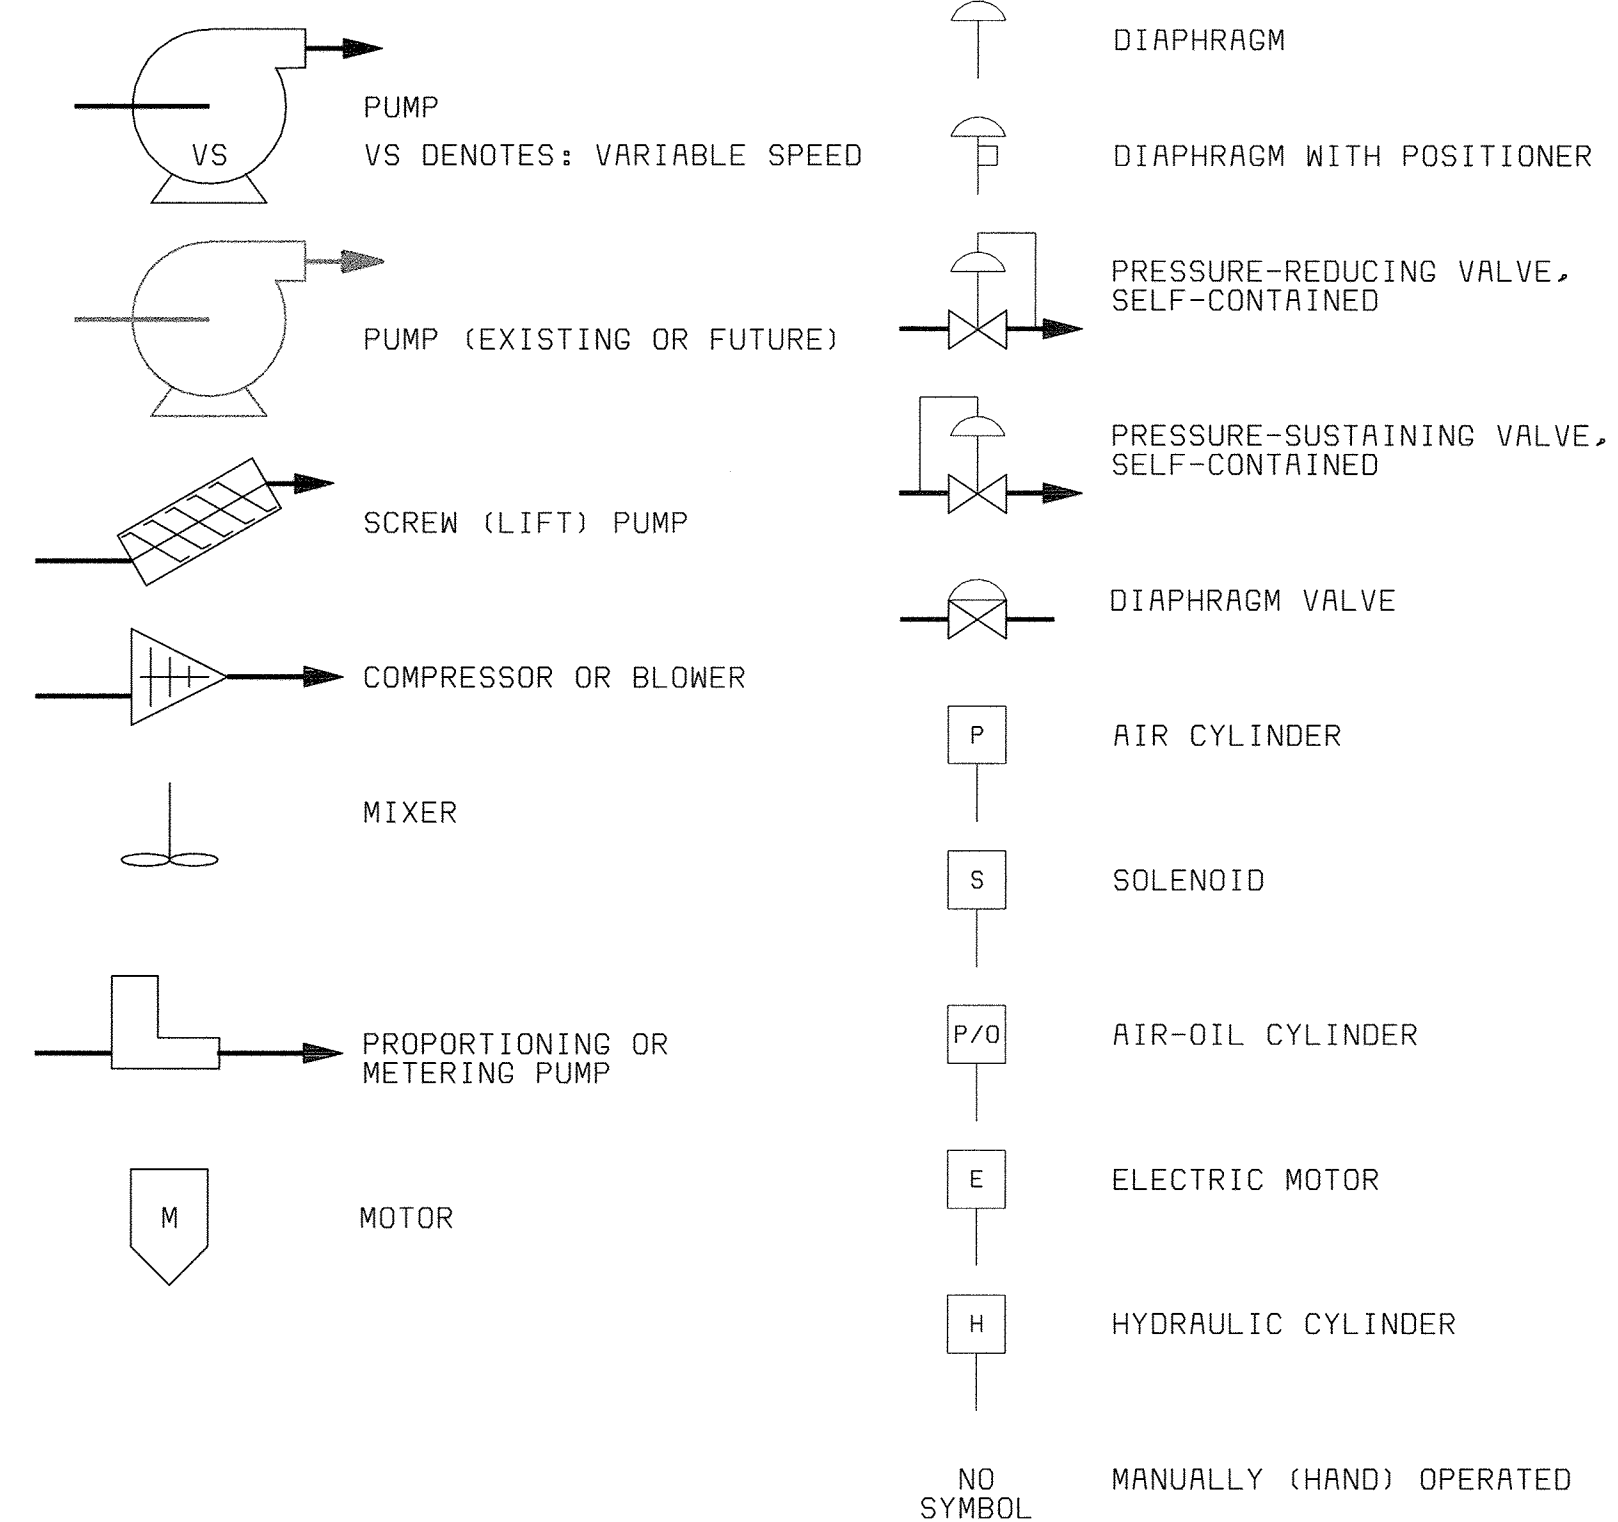 VS
PUMP
VS DENOTES: VARIABLE SPEED
PUMP (EXISTING OR FUTURE)
SCREW (LIFT) PUMP
COMPRESSOR OR BLOWER
MIXER
PROPORTIONING OR
METERING PUMP
M
MOTOR
DIAPHRAGM
DIAPHRAGM WITH POSITIONER
PRESSURE-REDUCING VALVE,
SELF-CONTAINED
PRESSURE-SUSTAINING VALVE,
SELF-CONTAINED
DIAPHRAGM VALVE
P
AIR CYLINDER
S
SOLENOID
P/O
AIR-OIL CYLINDER
E
ELECTRIC MOTOR
H
HYDRAULIC CYLINDER
NO
SYMBOL
MANUALLY (HAND) OPERATED